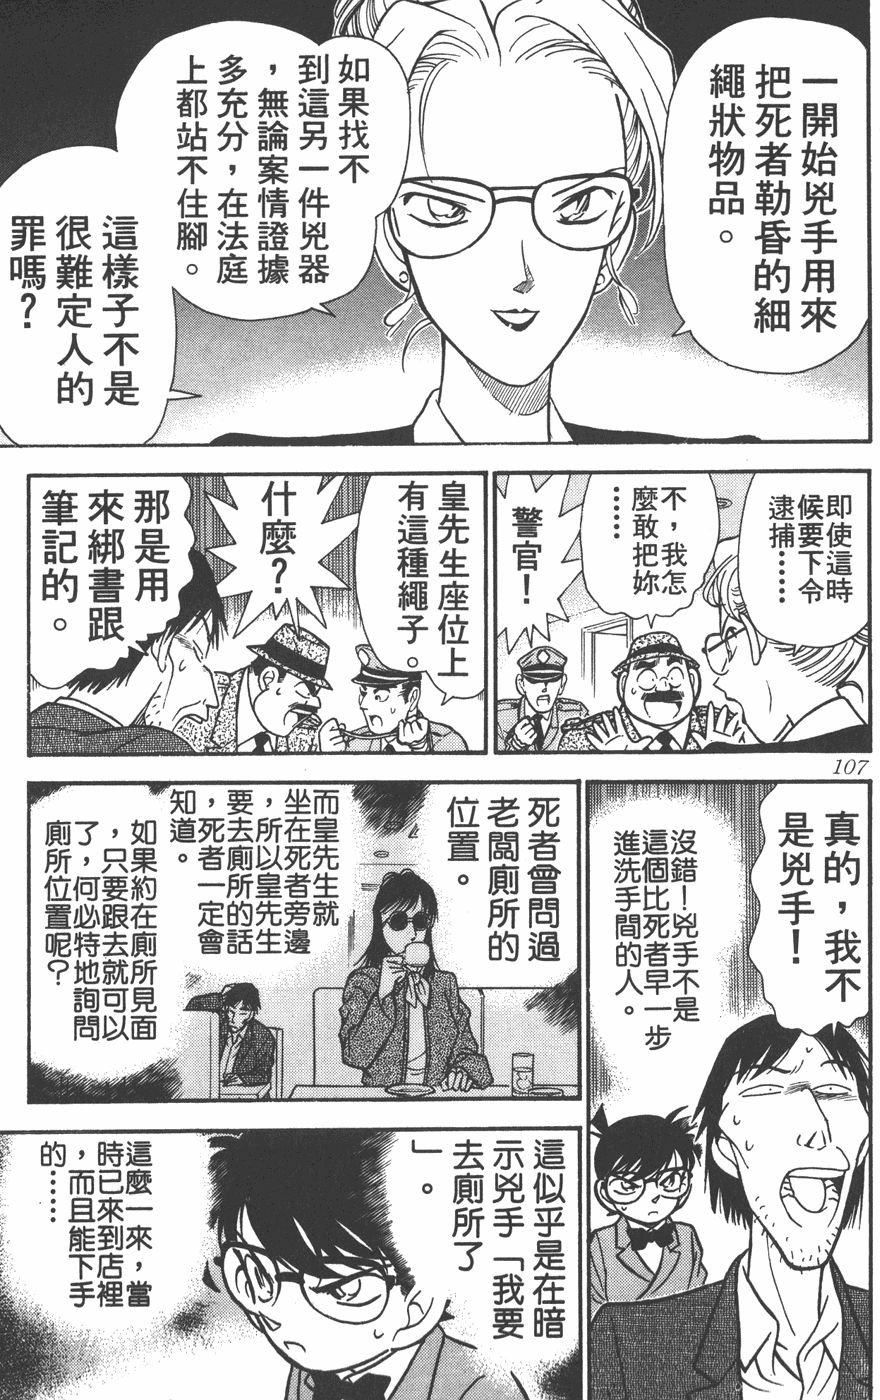 一開始兇手用來
把死者勒昏的細
繩狀物品。
如果找不
到這另一件兇器
，無論案情證據
多充分，在法庭
上都站不住腳。
這樣子不是
很難定人的
罪嗎？
即使這時
候要下令
逮捕……
不，我怎
麼敢把妳
……
警官！
皇先生座位上
有這種繩子。
什麼？
那是用
來綁書跟
筆記的。
107
真的，我不
是兇手！
沒錯！兇手不是
這個比死者早一步
進洗手間的人。
死者曾問過
老闆廁所的
位置。
而皇先生就
坐在死者旁邊
，所以皇先生
要去廁所的話
，死者一定會
知道。
如果約在廁所見面
，只要跟去就可以
了，何必特地詢問
廁所位置呢？
這似乎是在暗
示兇手「我要
去廁所了
」。
這麼一來，當
時已來到店裡
，而且能下手
的……